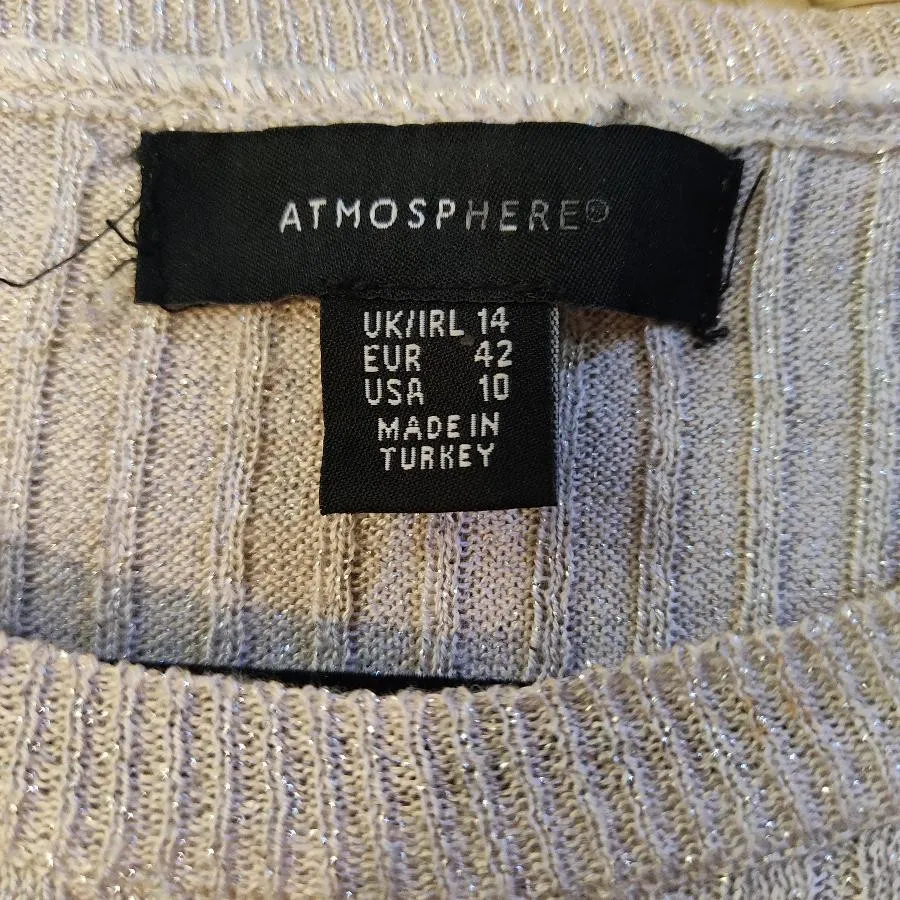 ATMOSPHERE®
UK/IRL 14
EUR 42
USA 10
MADE IN
TURKEY